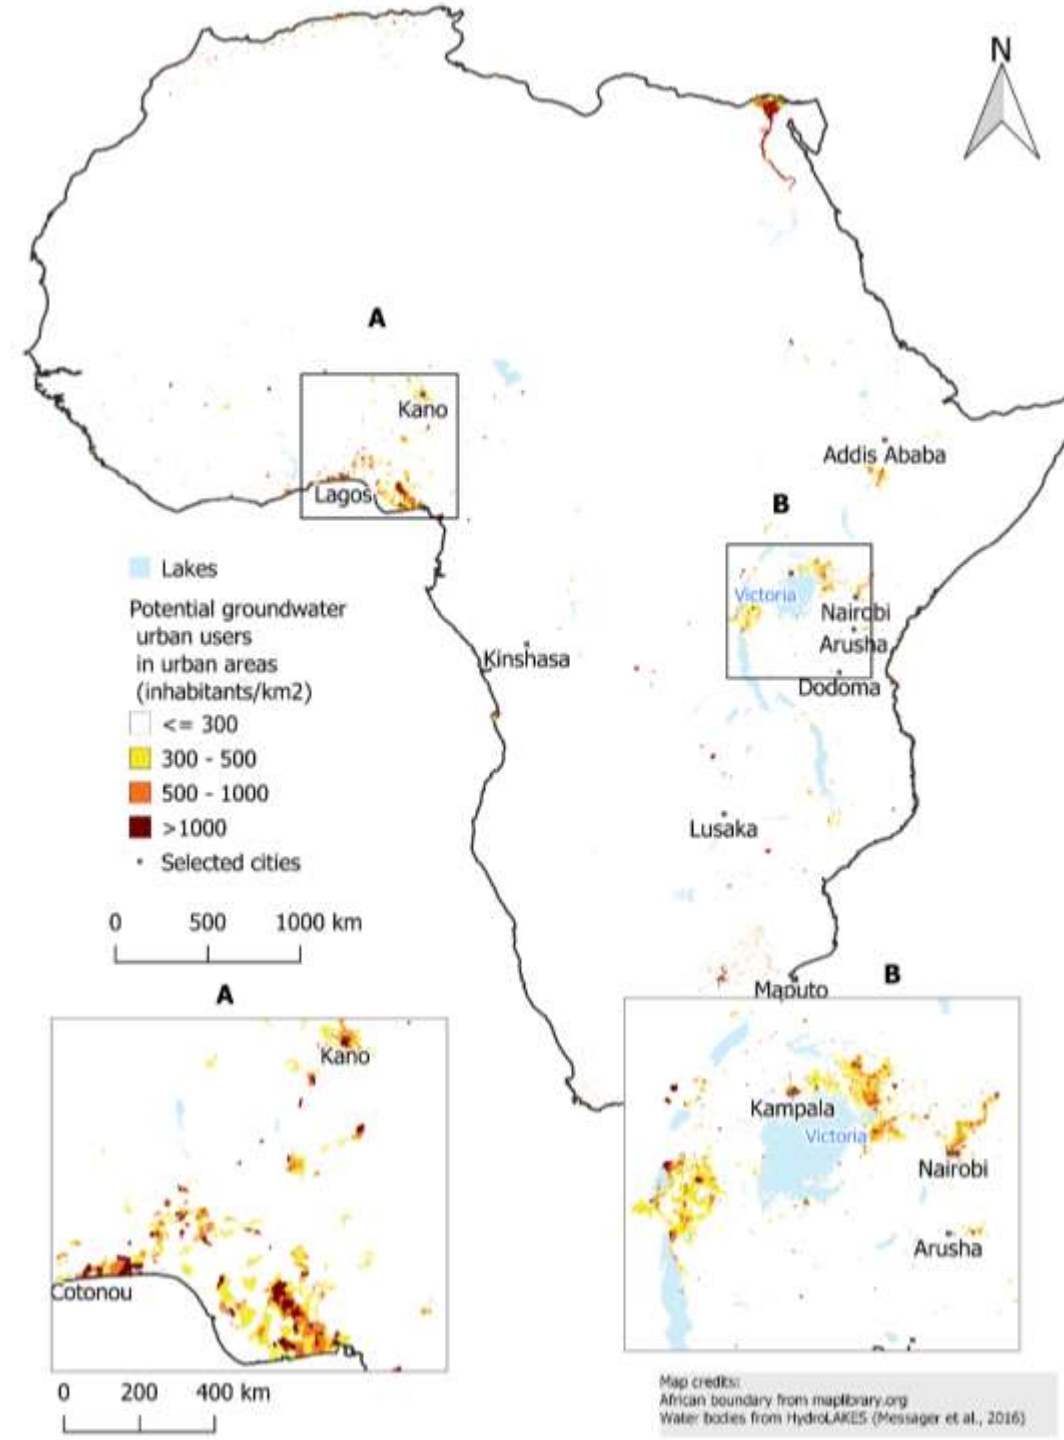 N
A
Kano
Addis Ababa
Lagos
B
Lakes
Victoria
Potential groundwater
urban users
in urban areas
(inhabitants/km2)
Nairobi
Arusha
Kinshasa
Dodoma
<= 300
300 - 500
500 - 1000
>1000
Selected cities
Lusaka
0 500 1000 km
Maputo
A
B
Kano
Kampala
Victoria
Nairobi
Arusha
Cotonou
0 200 400 km
Map credits:
African boundary from maplibrary.org
Water bodies from HydroLAKES (Messager et al., 2016)